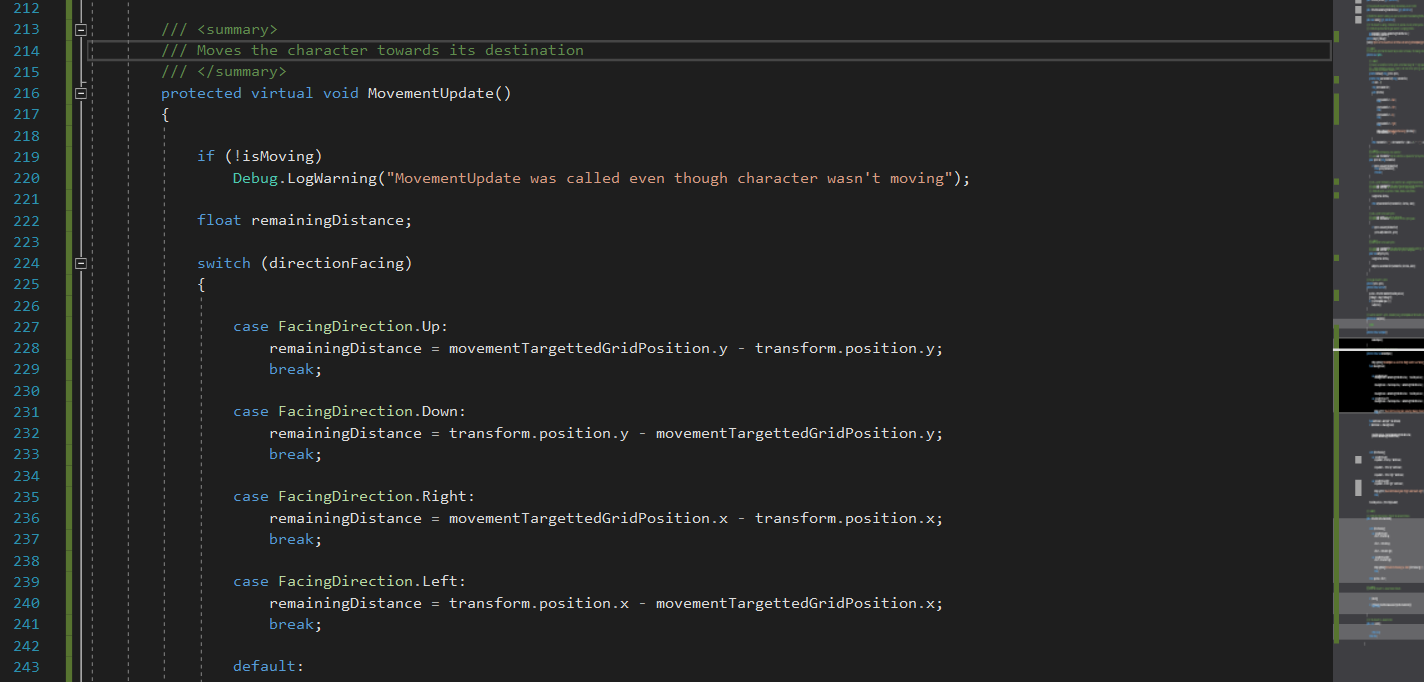 212
213 /// <summary>
214 /// Moves the character towards its destination
215 /// </summary>
216 protected virtual void MovementUpdate()
217 {
218
219 if (!isMoving)
220 Debug.LogWarning("MovementUpdate was called even though character wasn't moving");
221
222 float remainingDistance;
223
224 switch (directionFacing)
225 {
226
227 case FacingDirection.Up:
228 remainingDistance = movementTargettedGridPosition.y - transform.position.y;
229 break;
230
231 case FacingDirection.Down:
232 remainingDistance = transform.position.y - movementTargettedGridPosition.y;
233 break;
234
235 case FacingDirection.Right:
236 remainingDistance = movementTargettedGridPosition.x - transform.position.x;
237 break;
238
239 case FacingDirection.Left:
240 remainingDistance = transform.position.x - movementTargettedGridPosition.x;
241 break;
242
243 default: